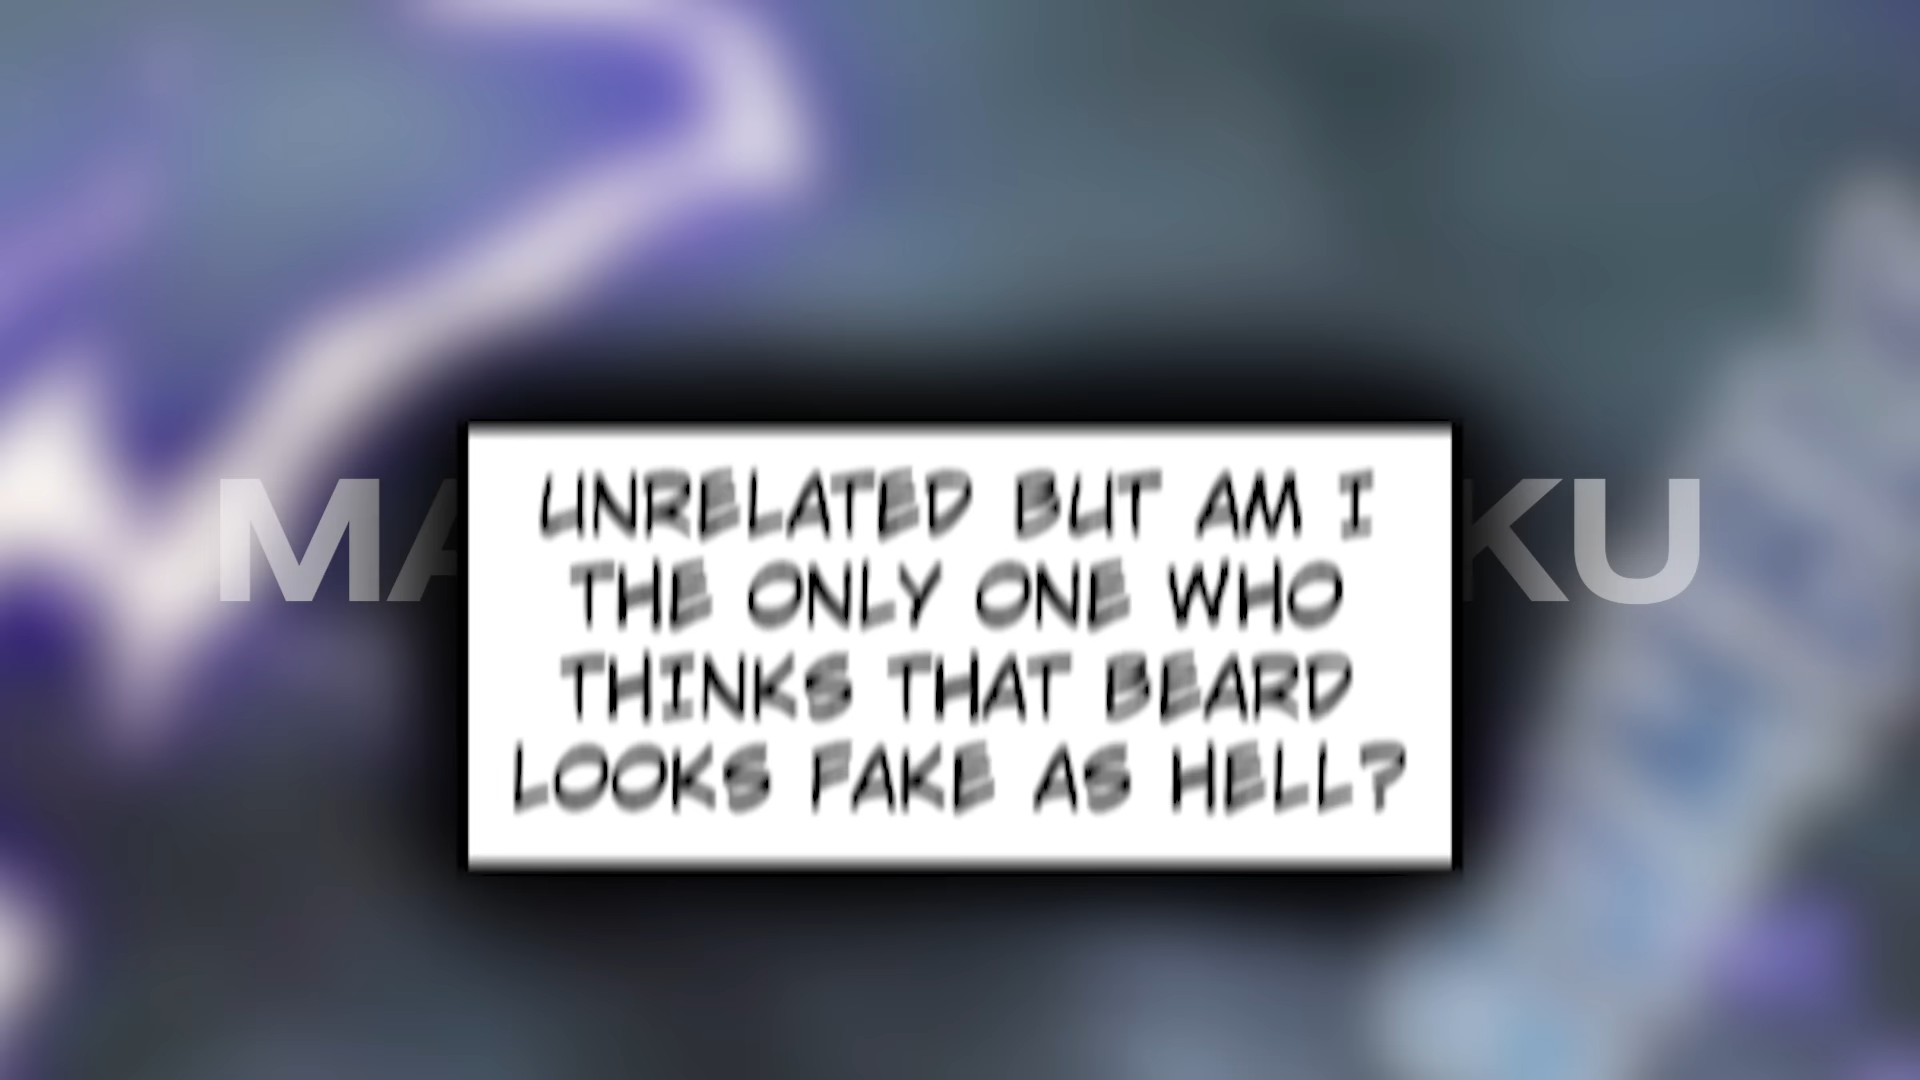 UNRELATED BUT AM I
THE ONLY ONE WHO
THINKS THAT BEARD
LOOKS FAKE AS HELL?